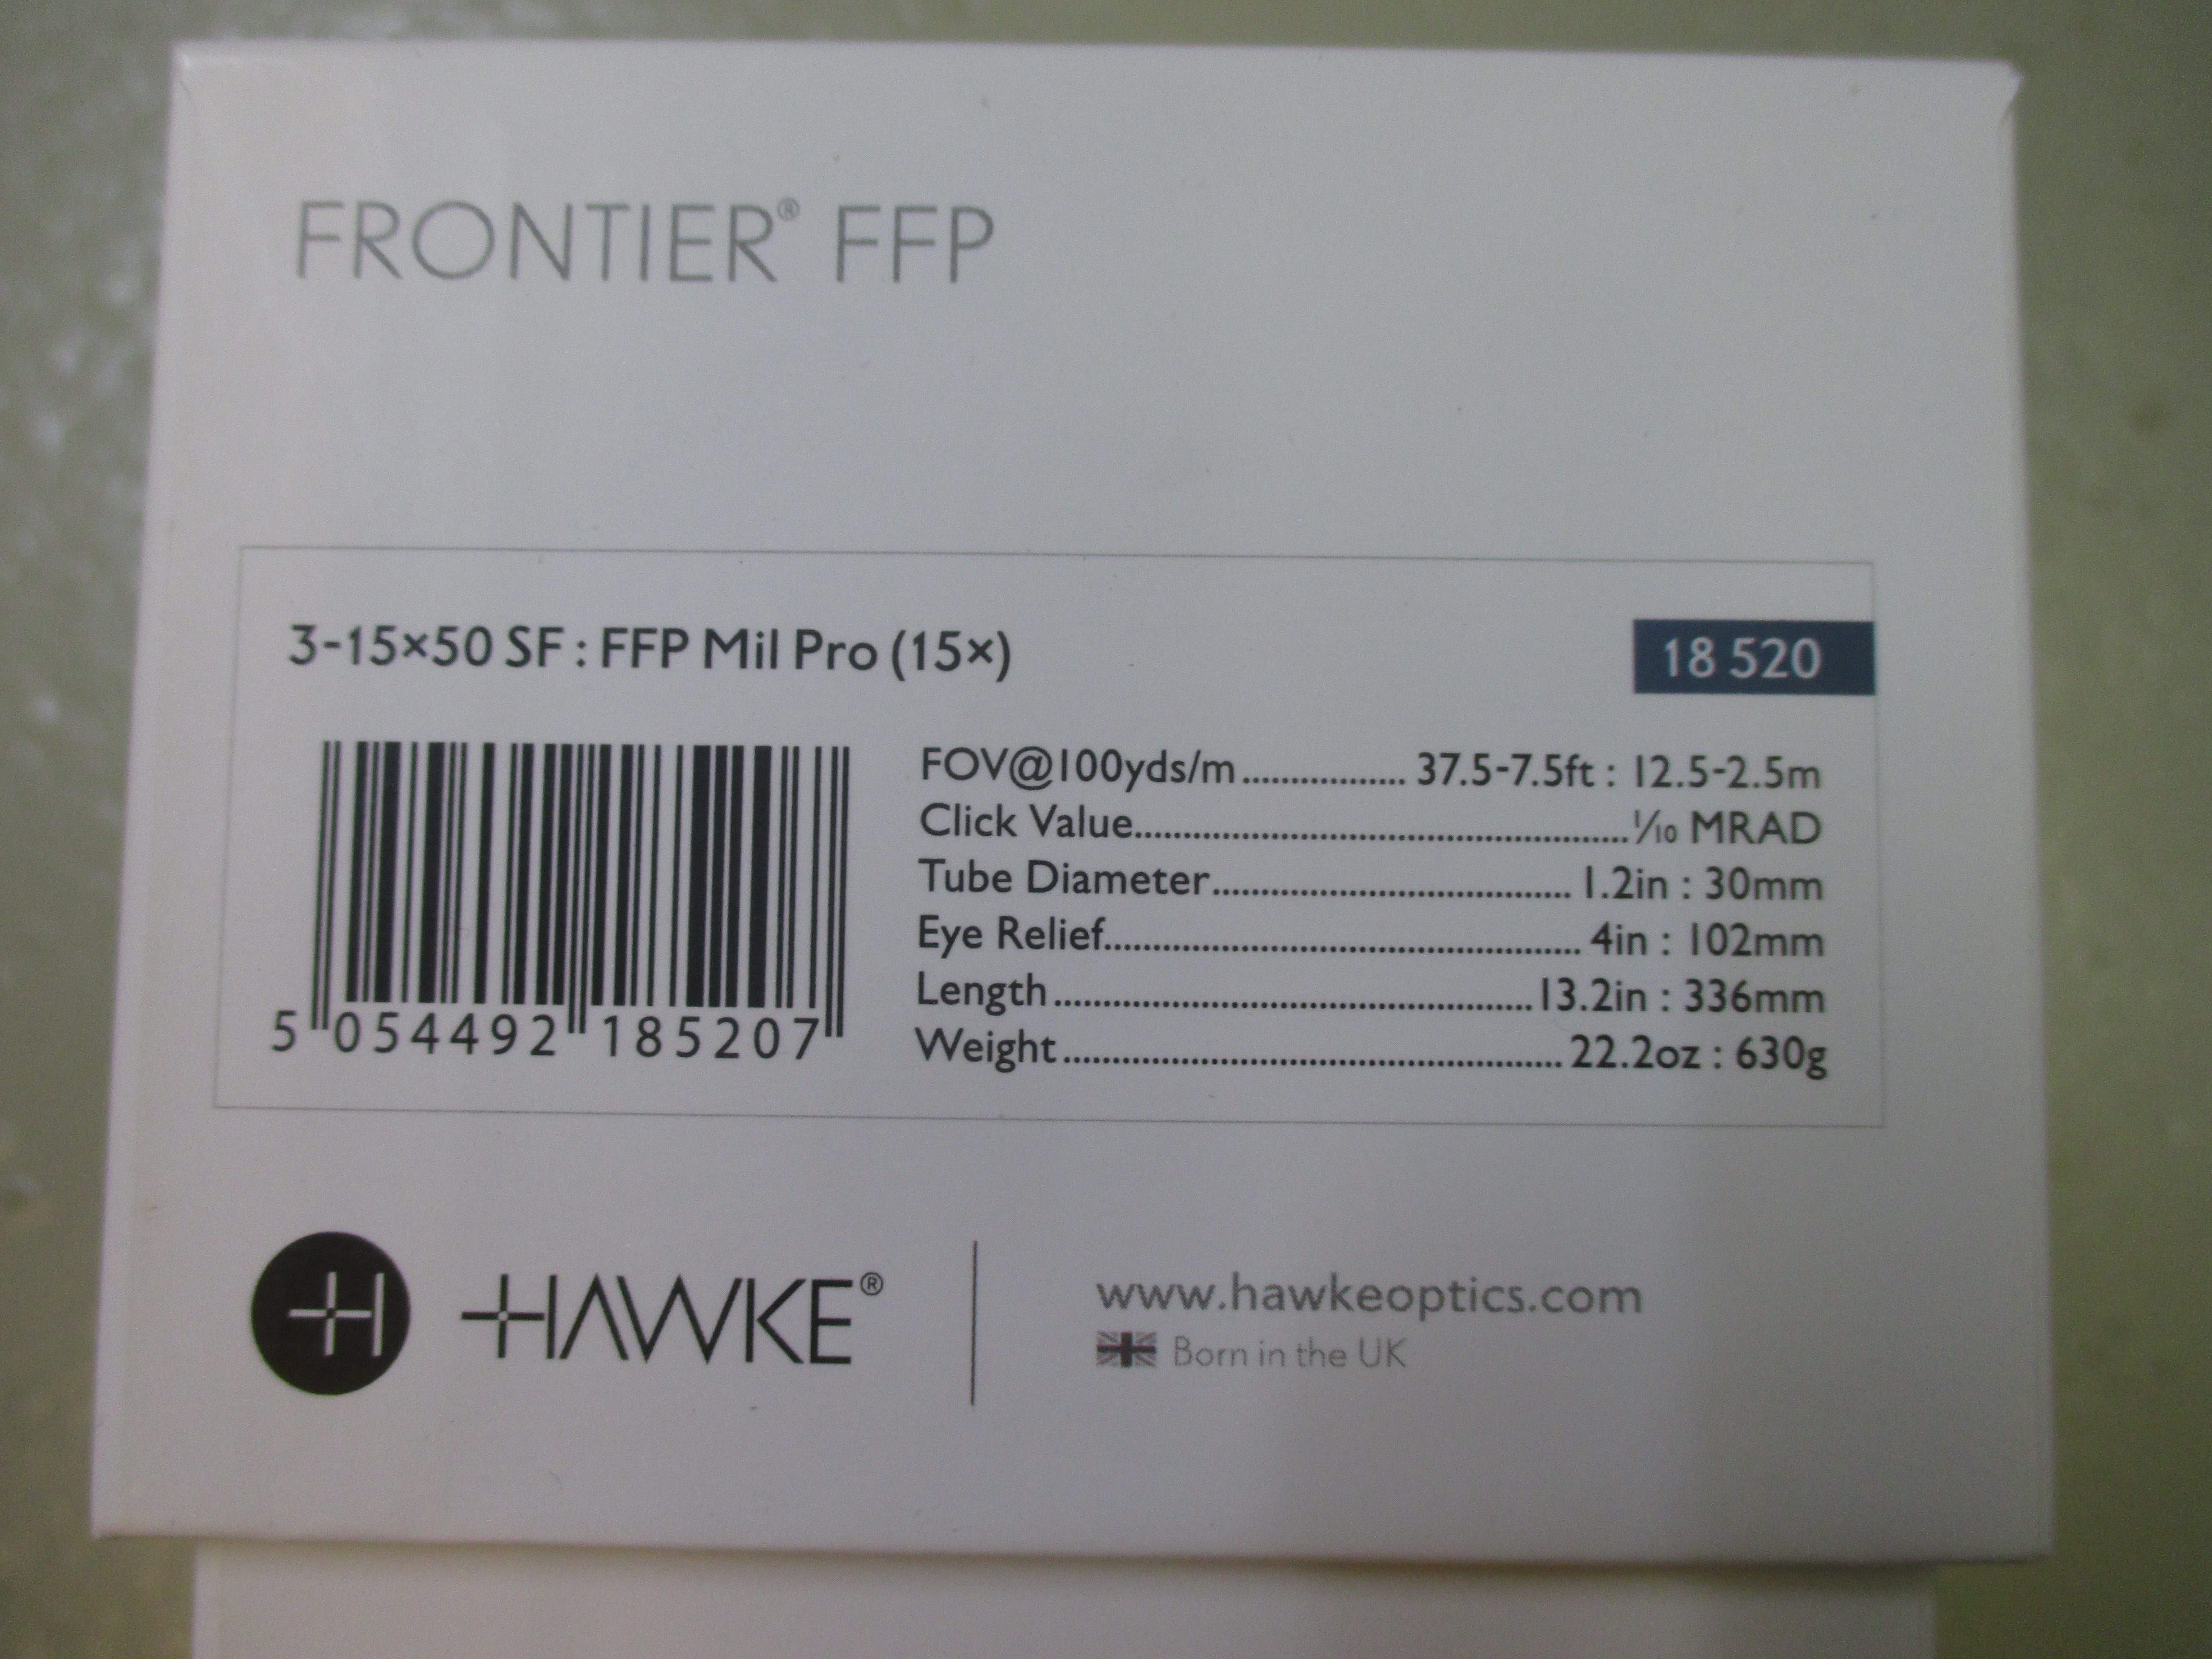 FRONTIER® FFP
3-15×50 SF : FFP Mil Pro (15×)
18 520
FOV@100yds/m................ 37.5-7.5ft : 12.5-2.5m
Click Value.................................................. ⅒ MRAD
Tube Diameter.................................... 1.2in : 30mm
Eye Relief................................................ 4in : 102mm
Length................................................ 13.2in : 336mm
Weight.................................................. 22.2oz : 630g
5 054492 185207
H HAWKE®
www.hawkeoptics.com
Born in the UK